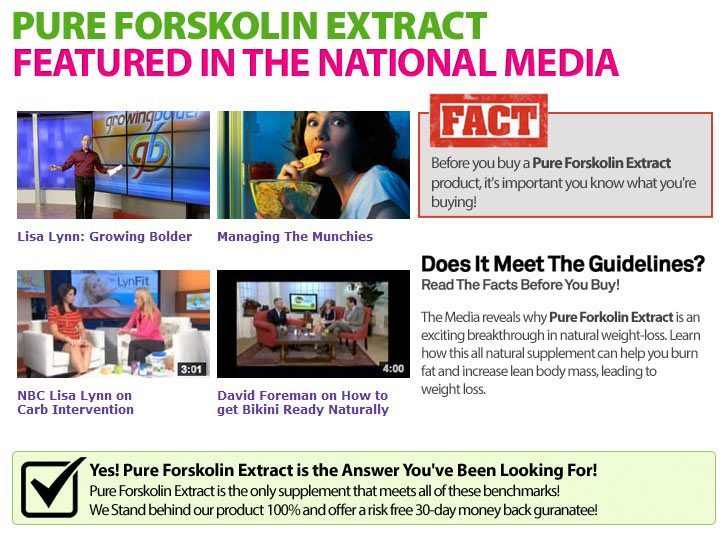 PURE FORSKOLIN EXTRACT
FEATURED IN THE NATIONAL MEDIA
growingbolder
gb
Lisa Lynn: Growing Bolder
Managing The Munchies
LynFit
3:01
4:00
NBC Lisa Lynn on
Carb Intervention
David Foreman on How to
get Bikini Ready Naturally
FACT
Before you buy a Pure Forskolin Extract
product, it's important you know what you're
buying!
Does It Meet The Guidelines?
Read The Facts Before You Buy!
The Media reveals why Pure Forkolin Extract is an
exciting breakthrough in natural weight-loss. Learn
how this all natural supplement can help you burn
fat and increase lean body mass, leading to
weight loss.
Yes! Pure Forskolin Extract is the Answer You've Been Looking For!
Pure Forskolin Extract is the only supplement that meets all of these benchmarks!
We Stand behind our product 100% and offer a risk free 30-day money back guranatee!